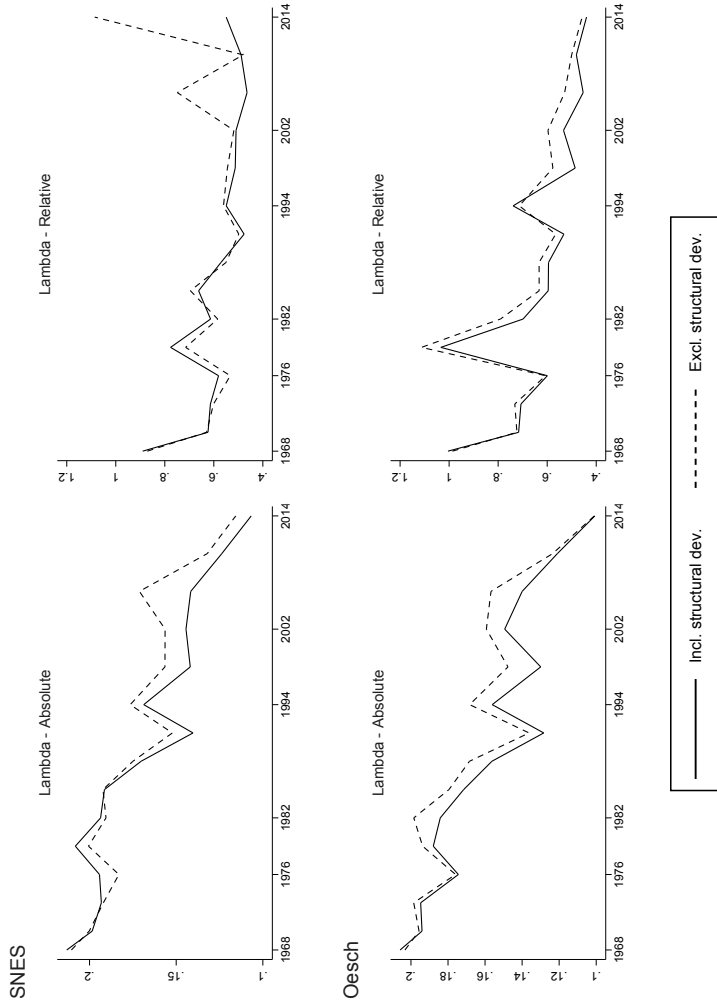 SNES
Lambda - Absolute
.2
.15
.1
1968 1976 1982 1994 2002 2014
Lambda - Relative
1.2
1
.8
.6
.4
1968 1976 1982 1994 2002 2014
Oesch
Lambda - Absolute
.2
.18
.16
.14
.12
.1
1968 1976 1982 1994 2002 2014
Lambda - Relative
1.2
1
.8
.6
.4
1968 1976 1982 1994 2002 2014
Incl. structural dev. Excl. structural dev.